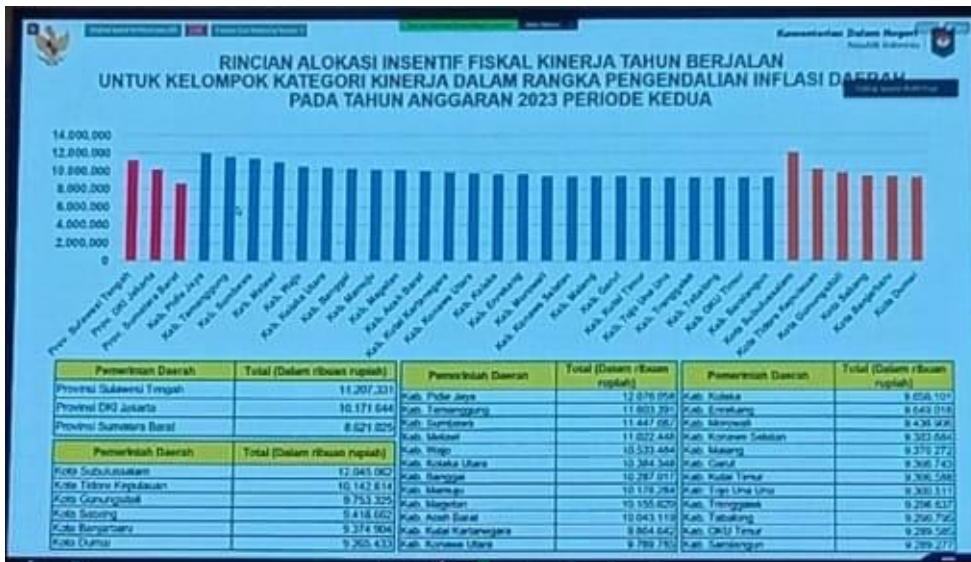 Kementerian Dalam Negeri
Republik Indonesia
RINCIAN ALOKASI INSENTIF FISKAL KINERJA TAHUN BERJALAN
UNTUK KELOMPOK KATEGORI KINERJA DALAM RANGKA PENGENDALIAN INFLASI DAERAH
PADA TAHUN ANGGARAN 2023 PERIODE KEDUA
14.000,000
12.000,000
10.000,000
8.000,000
6.000,000
4.000,000
2.000,000
0
Prov Sulawesi Tengah
Prov. DKI Jakarta
Prov. Sumatera Barat
Kab. Pidie Jaya
Kab. Temanggung
Kab. Sumbawa
Kab. Melawi
Kab. Wajo
Kab. Kolaka Utara
Kab. Banggai
Kab. Mamuju
Kab. Magetan
Kab. Aceh Barat
Kab. Kutai Kartanegara
Kab. Konawe Utara
Kab. Kolaka
Kab. Enrekang
Kab. Morowali
Kab. Konawe Selatan
Kab. Malang
Kab. Garut
Kab. Kutai Timur
Kab. Tojo Una Una
Kab. Trenggalek
Kab. Tabalong
Kab. OKU Timur
Kab. Sarolangun
Kota Subulussalam
Kota Tidore Kepulauan
Kota Gunungsitoli
Kota Sabang
Kota Banjarbaru
Kota Dumai
Pemerintah Daerah Total (Dalam ribuan rupiah)
Provinsi Sulawesi Tengah 11.207.331
Provinsi DKI Jakarta 10.171.644
Provinsi Sumatera Barat 8.621.025
Pemerintah Daerah Total (Dalam ribuan rupiah)
Kota Subulussalam 12.045.062
Kota Tidore Kepulauan 10.142.614
Kota Gunungsitoli 9.753.325
Kota Sabang 9.418.602
Kota Banjarbaru 9.374.904
Kota Dumai 9.265.433
Pemerintah Daerah Total (Dalam ribuan rupiah)
Kab. Pidie Jaya 12.076.058
Kab. Temanggung 11.603.391
Kab. Sumbawa 11.447.687
Kab. Melawi 11.022.448
Kab. Wajo 10.533.484
Kab. Kolaka Utara 10.384.348
Kab. Banggai 10.287.017
Kab. Mamuju 10.178.284
Kab. Magetan 10.155.629
Kab. Aceh Barat 10.043.119
Kab. Kutai Kartanegara 9.864.642
Kab. Konawe Utara 9.789.710
Pemerintah Daerah Total (Dalam ribuan rupiah)
Kab. Kolaka 9.658.101
Kab. Enrekang 9.649.018
Kab. Morowali 9.436.906
Kab. Konawe Selatan 9.383.684
Kab. Malang 9.370.272
Kab. Garut 9.366.743
Kab. Kutai Timur 9.306.588
Kab. Tojo Una Una 9.300.511
Kab. Trenggalek 9.296.637
Kab. Tabalong 9.290.795
Kab. OKU Timur 9.289.585
Kab. Sarolangun 9.289.277